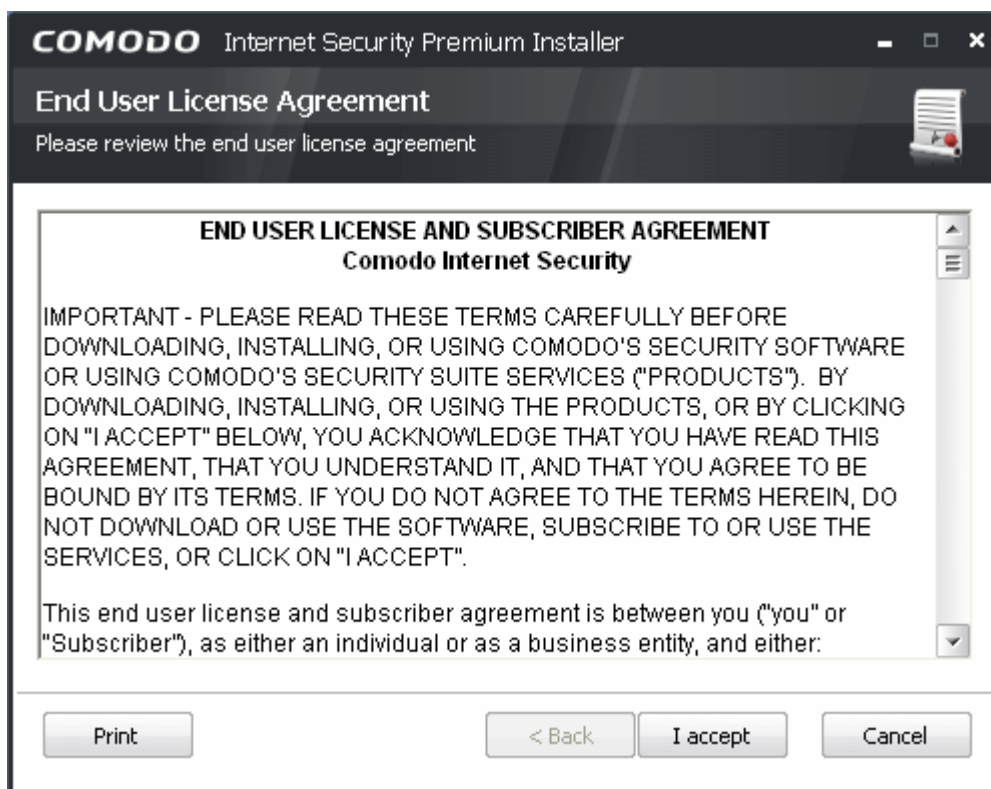 COMODO Internet Security Premium Installer
End User License Agreement
Please review the end user license agreement
END USER LICENSE AND SUBSCRIBER AGREEMENT
Comodo Internet Security
IMPORTANT - PLEASE READ THESE TERMS CAREFULLY BEFORE
DOWNLOADING, INSTALLING, OR USING COMODO'S SECURITY SOFTWARE
OR USING COMODO'S SECURITY SUITE SERVICES ("PRODUCTS").  BY
DOWNLOADING, INSTALLING, OR USING THE PRODUCTS, OR BY CLICKING
ON "I ACCEPT" BELOW, YOU ACKNOWLEDGE THAT YOU HAVE READ THIS
AGREEMENT, THAT YOU UNDERSTAND IT, AND THAT YOU AGREE TO BE
BOUND BY ITS TERMS. IF YOU DO NOT AGREE TO THE TERMS HEREIN, DO
NOT DOWNLOAD OR USE THE SOFTWARE, SUBSCRIBE TO OR USE THE
SERVICES, OR CLICK ON "I ACCEPT".
This end user license and subscriber agreement is between you ("you" or
"Subscriber"), as either an individual or as a business entity, and either:
Print < Back I accept Cancel